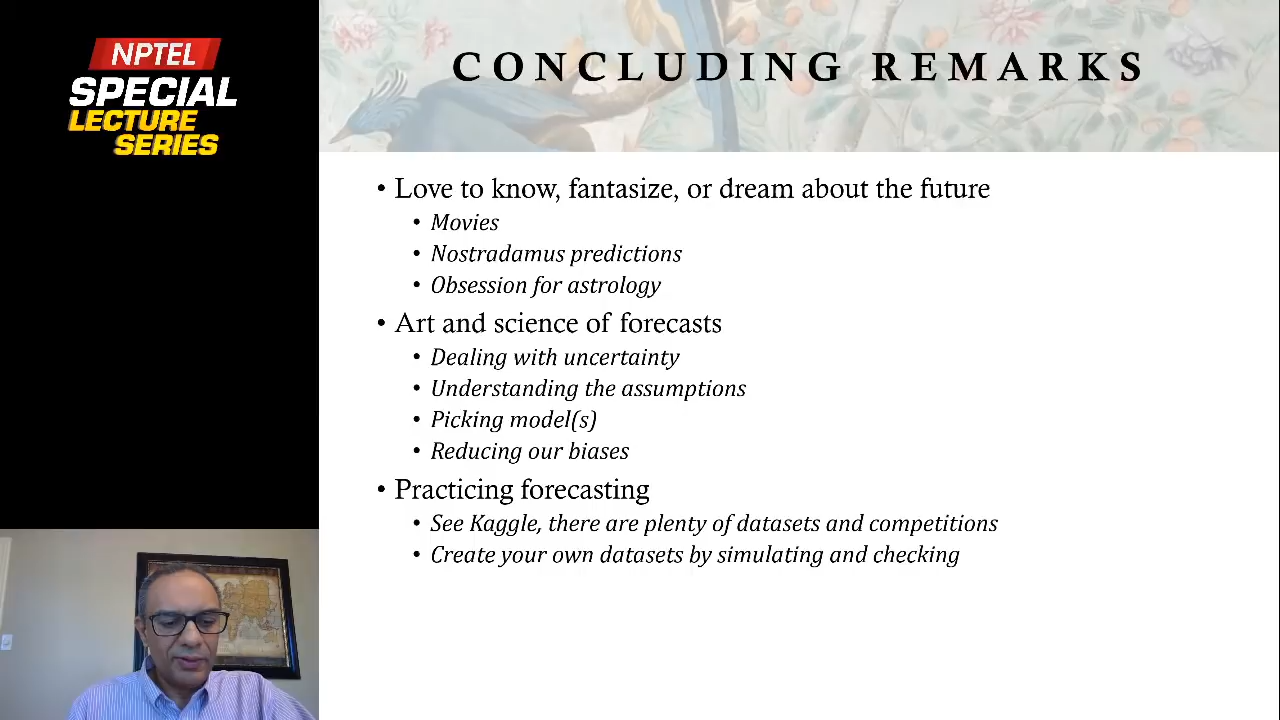 NPTEL
SPECIAL
LECTURE
SERIES
CONCLUDING REMARKS
• Love to know, fantasize, or dream about the future
• Movies
• Nostradamus predictions
• Obsession for astrology
• Art and science of forecasts
• Dealing with uncertainty
• Understanding the assumptions
• Picking model(s)
• Reducing our biases
• Practicing forecasting
• See Kaggle, there are plenty of datasets and competitions
• Create your own datasets by simulating and checking